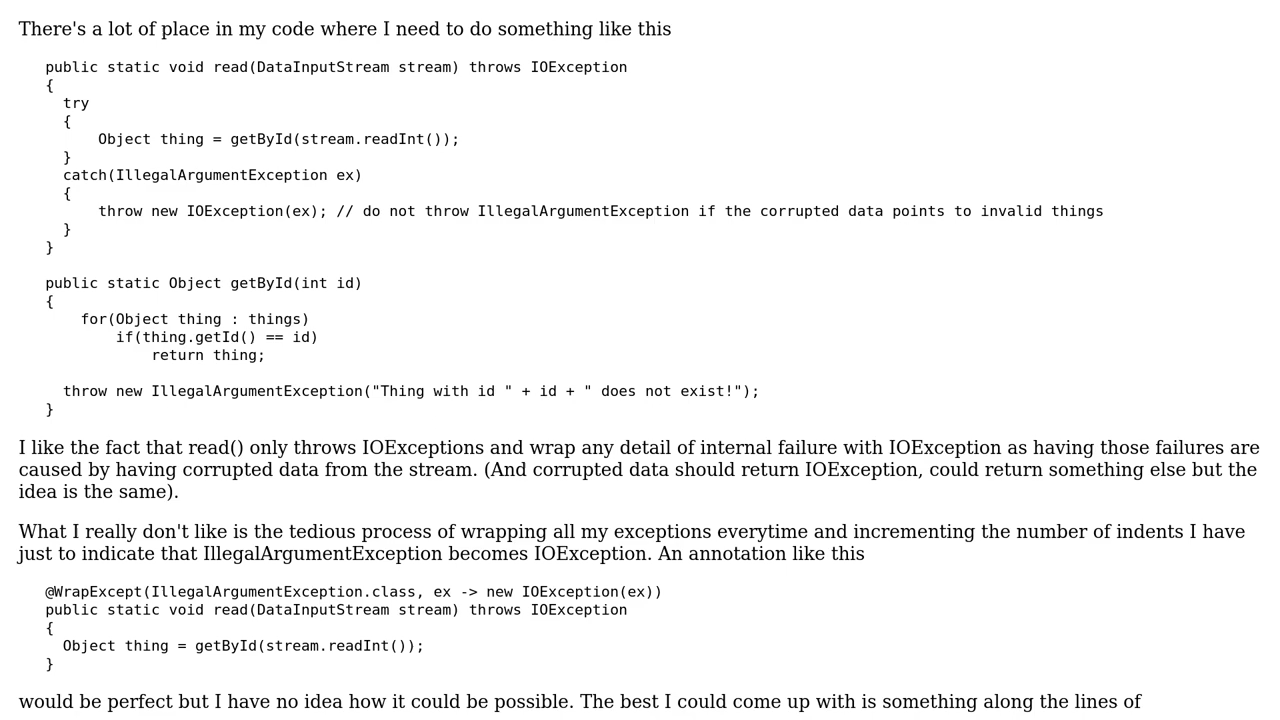 There's a lot of place in my code where I need to do something like this
public static void read(DataInputStream stream) throws IOException
{
try
{
Object thing = getById(stream.readInt());
}
catch(IllegalArgumentException ex)
{
throw new IOException(ex); // do not throw IllegalArgumentException if the corrupted data points to invalid things
}
}
public static Object getById(int id)
{
for(Object thing : things)
if(thing.getId() == id)
return thing;
throw new IllegalArgumentException("Thing with id " + id + " does not exist!");
}
I like the fact that read() only throws IOExceptions and wrap any detail of internal failure with IOException as having those failures are
caused by having corrupted data from the stream. (And corrupted data should return IOException, could return something else but the
idea is the same).
What I really don't like is the tedious process of wrapping all my exceptions everytime and incrementing the number of indents I have
just to indicate that IllegalArgumentException becomes IOException. An annotation like this
@WrapExcept(IllegalArgumentException.class, ex -> new IOException(ex))
public static void read(DataInputStream stream) throws IOException
{
Object thing = getById(stream.readInt());
}
would be perfect but I have no idea how it could be possible. The best I could come up with is something along the lines of